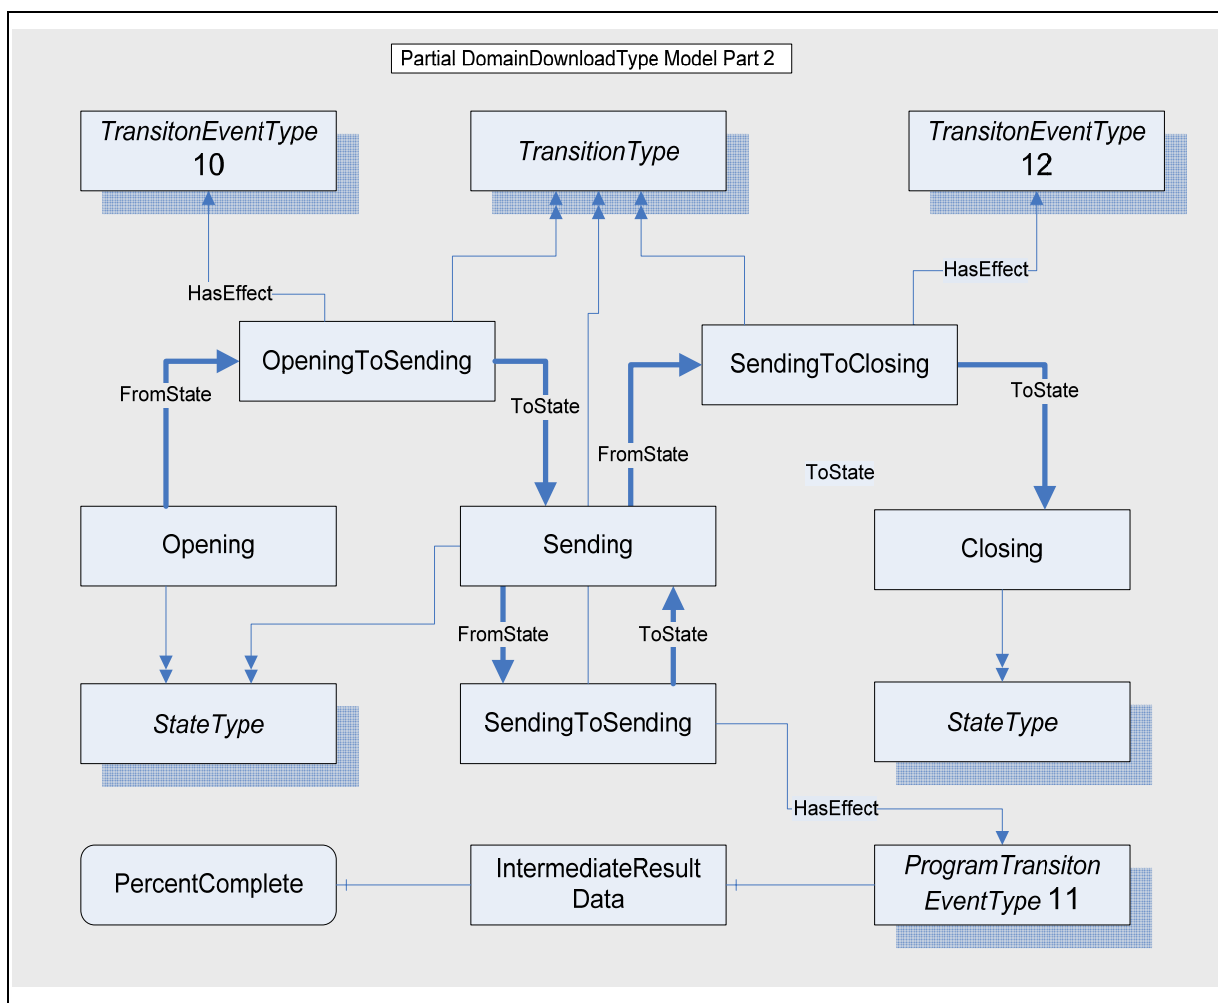 Partial DomainDownloadType Model Part 2
TransitonEventType
10
TransitionType
TransitonEventType
12
HasEffect
HasEffect
OpeningToSending
SendingToClosing
FromState
ToState
ToState
FromState
ToState
Opening
Sending
Closing
FromState
ToState
StateType
SendingToSending
StateType
HasEffect
PercentComplete
IntermediateResult
Data
ProgramTransiton
EventType 11